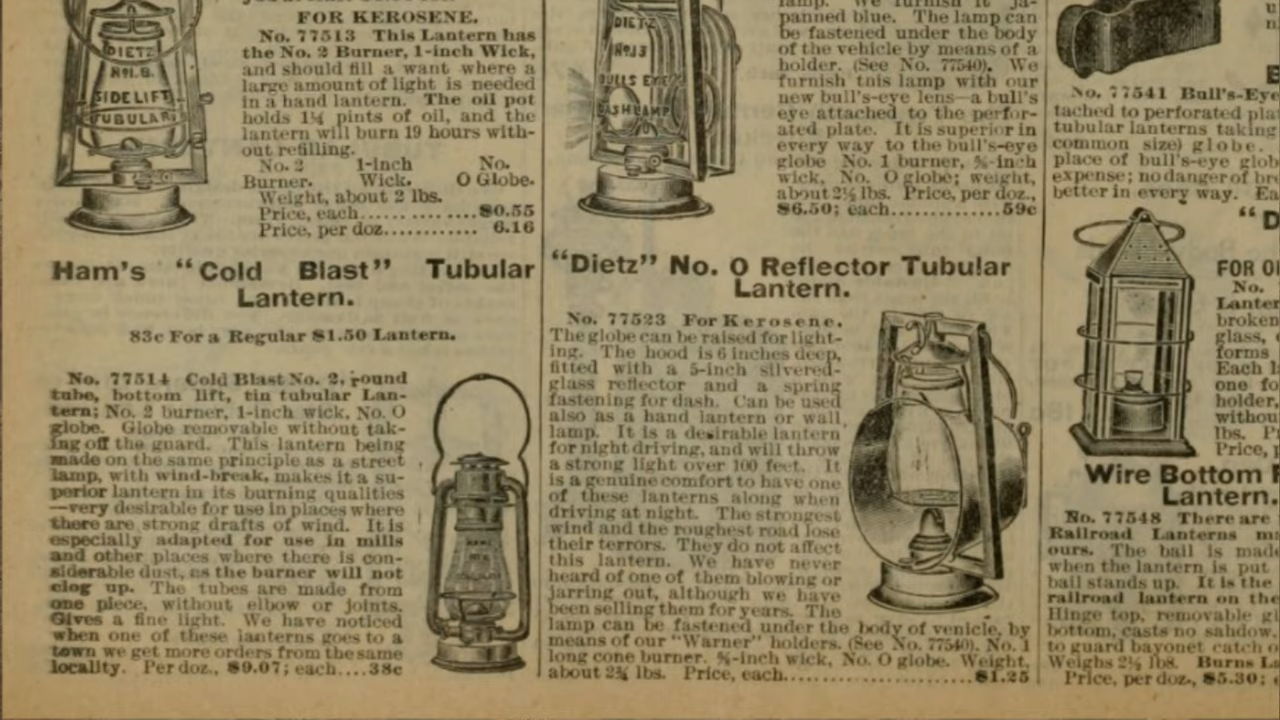 DIETZ
No. 1. S.
SIDE LIFT
TUBULAR
FOR KEROSENE.
No. 77513 This Lantern has
the No. 2 Burner, 1-inch Wick,
and should fill a want where a
large amount of light is needed
in a hand lantern. The oil pot
holds 1¼ pints of oil, and the
lantern will burn 19 hours with-
out refilling.
No. 2 1-inch No.
Burner. Wick. O Globe.
Weight, about 2 lbs.
Price, each...............$0.55
Price, per doz............ 6.16
Ham's "Cold Blast" Tubular
Lantern.
83c For a Regular $1.50 Lantern.
No. 77514 Cold Blast No. 2, round
tube, bottom lift, tin tubular Lan-
tern; No. 2 burner, 1-inch wick, No. O
globe. Globe removable without tak-
ing off the guard. This lantern being
made on the same principle as a street
lamp, with wind-break, makes it a su-
perior lantern in its burning qualities
—very desirable for use in places where
there are strong drafts of wind. It is
especially adapted for use in mills
and other places where there is con-
siderable dust, as the burner will not
clog up. The tubes are made from
one piece, without elbow or joints.
Gives a fine light. We have noticed
when one of these lanterns goes to a
town we get more orders from the same
locality. Per doz., $9.07; each....38c
DIETZ
No. 13
BULLS EYE
DASH LAMP
lamp. We furnish it ja-
panned blue. The lamp can
be fastened under the body
of the vehicle by means of a
holder. (See No. 77540). We
furnish this lamp with our
new bull's-eye lens—a bull's
eye attached to the perfor-
ated plate. It is superior in
every way to the bull's-eye
globe No. 1 burner, ⅝-inch
wick, No. O globe; weight,
about 2½ lbs. Price, per doz.,
$6.50; each.............59c
"Dietz" No. O Reflector Tubular
Lantern.
No. 77523 For Kerosene.
The globe can be raised for light-
ing. The hood is 6 inches deep,
fitted with a 5-inch silvered-
glass reflector and a spring
fastening for dash. Can be used
also as a hand lantern or wall
lamp. It is a desirable lantern
for night driving, and will throw
a strong light over 100 feet. It
is a genuine comfort to have one
of these lanterns along when
driving at night. The strongest
wind and the roughest road lose
their terrors. They do not affect
this lantern. We have never
heard of one of them blowing or
jarring out, although we have
been selling them for years. The
lamp can be fastened under the body of venicle, by
means of our "Warner" holders. (See No. 77540). No. 1
long cone burner. ⅝-inch wick, No. O globe. Weight,
about 2¾ lbs. Price, each........................$1.25
No. 77541 Bull's-Eye
tached to perforated pla
tubular lanterns taking
common size) globe.
place of bull's-eye glob
expense; no danger of br
better in every way. Ea
"D
FOR OI
No.
Lanter
broken
glass,
forms
Each l
one fo
holder.
withou
lbs. P
Price, p
Wire Bottom R
Lantern.
No. 77548 There are
Railroad Lanterns ma
ours. The bail is made
when the lantern is put
bail stands up. It is the
railroad lantern on the
Hinge top, removable gl
bottom, casts no sahdow.
to guard bayonet catch o
Weighs 2½ lbs. Burns La
Price, per doz., $5.30;